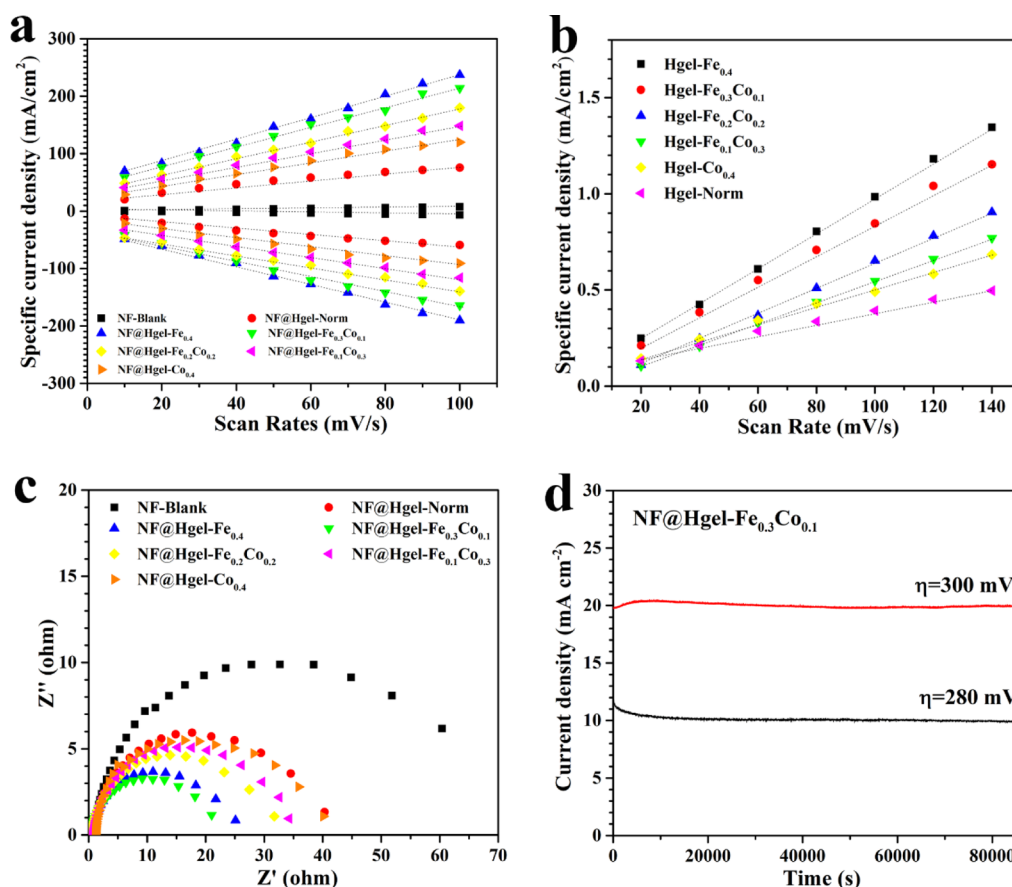 a
300
200
100
0
-100
-200
-300
Specific current density (mA/cm²)
NF-Blank
NF@Hgel-Norm
NF@Hgel-Fe₀.₄
NF@Hgel-Fe₀.₃Co₀.₁
NF@Hgel-Fe₀.₂Co₀.₂
NF@Hgel-Fe₀.₁Co₀.₃
NF@Hgel-Co₀.₄
0 20 40 60 80 100
Scan Rates (mV/s)
b
1.5
1.0
0.5
0.0
Specific current density (mA/cm²)
Hgel-Fe₀.₄
Hgel-Fe₀.₃Co₀.₁
Hgel-Fe₀.₂Co₀.₂
Hgel-Fe₀.₁Co₀.₃
Hgel-Co₀.₄
Hgel-Norm
20 40 60 80 100 120 140
Scan Rate (mV/s)
c
20
15
10
5
0
Z'' (ohm)
NF-Blank
NF@Hgel-Norm
NF@Hgel-Fe₀.₄
NF@Hgel-Fe₀.₃Co₀.₁
NF@Hgel-Fe₀.₂Co₀.₂
NF@Hgel-Fe₀.₁Co₀.₃
NF@Hgel-Co₀.₄
0 10 20 30 40 50 60 70
Z' (ohm)
d
30
25
20
15
10
5
0
Current density (mA cm⁻²)
NF@Hgel-Fe₀.₃Co₀.₁
η=300 mV
η=280 mV
0 20000 40000 60000 80000
Time (s)